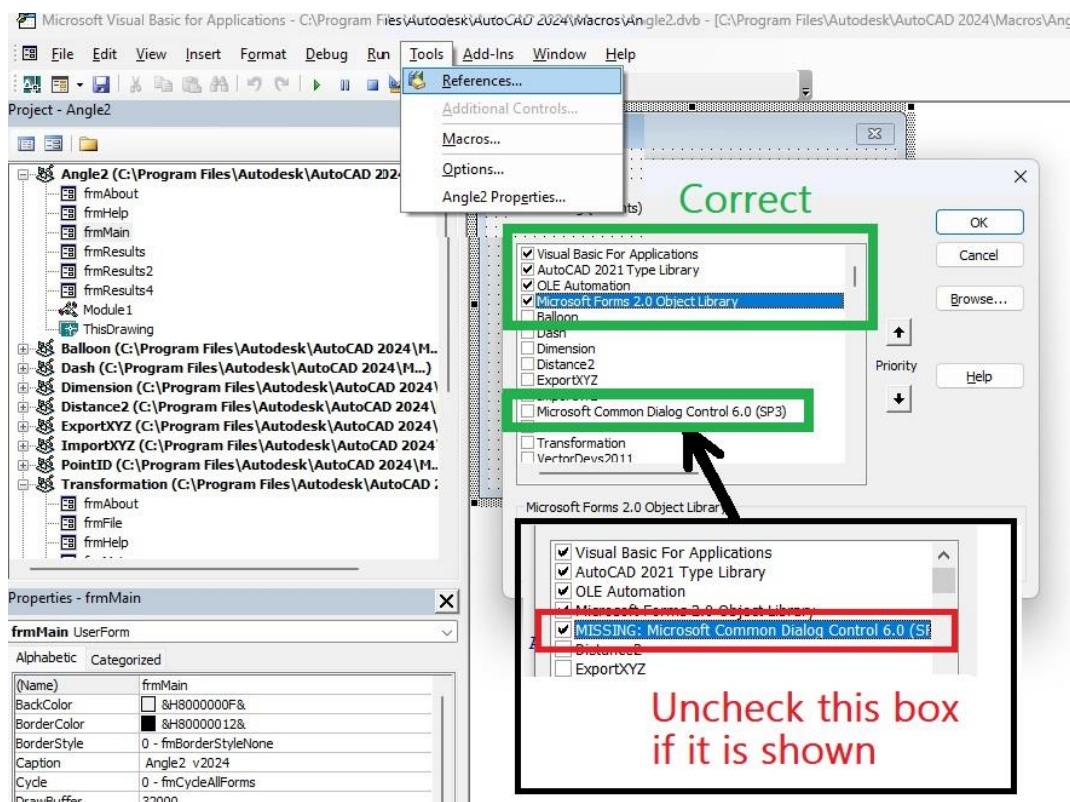 Microsoft Visual Basic for Applications - C:\Program Files\Autodesk\AutoCAD 2024\Macros\Angle2.dvb - [C:\Program Files\Autodesk\AutoCAD 2024\Macros\Ang
File Edit View Insert Format Debug Run Tools Add-Ins Window Help
References...
Additional Controls...
Macros...
Options...
Angle2 Properties...
Project - Angle2
Angle2 (C:\Program Files\Autodesk\AutoCAD 202
frmAbout
frmHelp
frmMain
frmResults
frmResults2
frmResults4
Module1
ThisDrawing
Balloon (C:\Program Files\Autodesk\AutoCAD 2024\M..
Dash (C:\Program Files\Autodesk\AutoCAD 2024\M...)
Dimension (C:\Program Files\Autodesk\AutoCAD 2024\
Distance2 (C:\Program Files\Autodesk\AutoCAD 2024\
ExportXYZ (C:\Program Files\Autodesk\AutoCAD 2024\
ImportXYZ (C:\Program Files\Autodesk\AutoCAD 2024
PointID (C:\Program Files\Autodesk\AutoCAD 2024\M..
Transformation (C:\Program Files\Autodesk\AutoCAD :
frmAbout
frmFile
frmHelp
Properties - frmMain
frmMain UserForm
Alphabetic Categorized
(Name) frmMain
BackColor &H8000000F&
BorderColor &H80000012&
BorderStyle 0 - fmBorderStyleNone
Caption Angle2 v2024
Cycle 0 - fmCycleAllForms
DrawBuffer 32000
Correct
Visual Basic For Applications
AutoCAD 2021 Type Library
OLE Automation
Microsoft Forms 2.0 Object Library
Balloon
Dash
Dimension
Distance2
ExportXYZ
Microsoft Common Dialog Control 6.0 (SP3)
Transformation
VectorDevs2011
OK
Cancel
Browse...
Priority
Help
Microsoft Forms 2.0 Object Library
Visual Basic For Applications
AutoCAD 2021 Type Library
OLE Automation
Microsoft Forms 2.0 Object Library
MISSING: Microsoft Common Dialog Control 6.0 (SP
Distance2
ExportXYZ
Uncheck this box
if it is shown